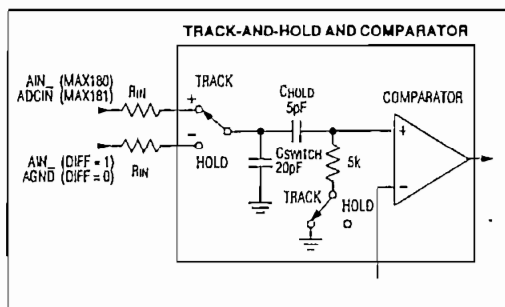 TRACK-AND-HOLD AND COMPARATOR
AIN_ (MAX180)
ADCIN (MAX181)
RIN
TRACK
+
CHOLD
5pF
COMPARATOR
AIN_ (DIFF = 1)
AGND (DIFF = 0)
RIN
-
HOLD
CSWITCH
20pF
5k
TRACK
HOLD
+
-